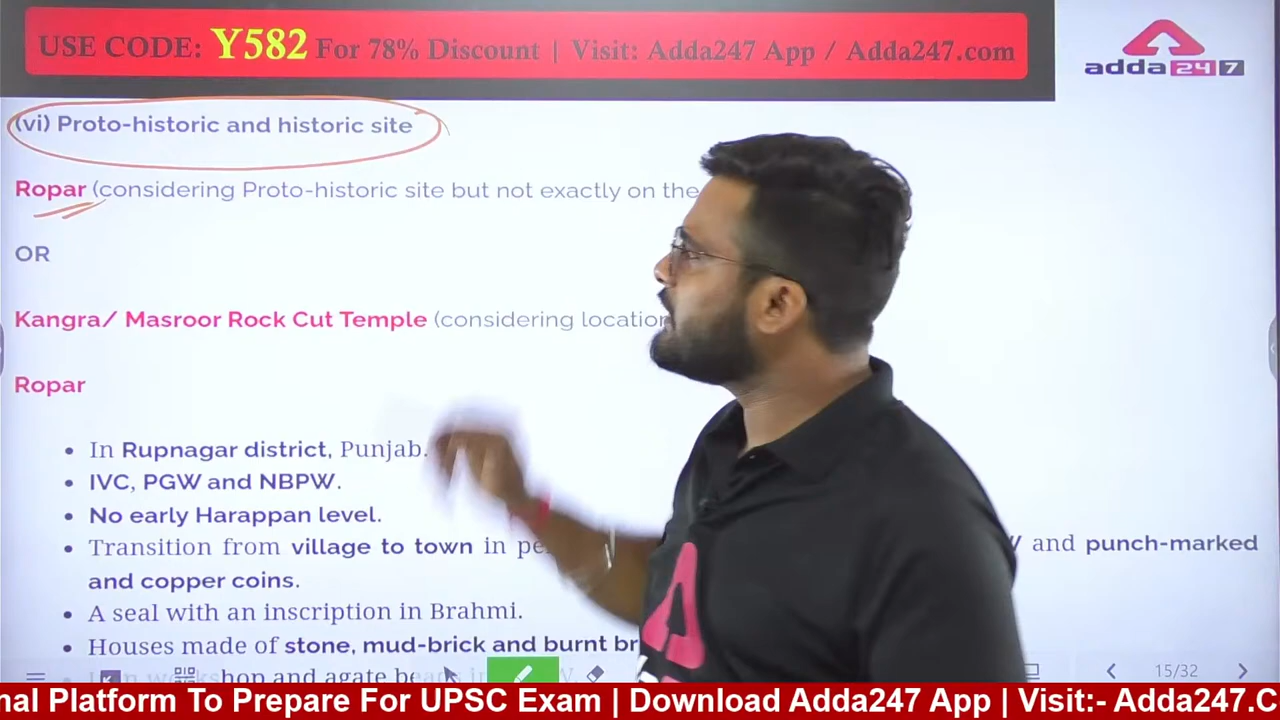 USE CODE: Y582 For 78% Discount | Visit: Adda247 App / Adda247.com
adda247
(vi) Proto-historic and historic site
Ropar (considering Proto-historic site but not exactly on the
OR
Kangra/ Masroor Rock Cut Temple (considering location
Ropar
• In Rupnagar district, Punjab.
• IVC, PGW and NBPW.
• No early Harappan level.
• Transition from village to town in and punch-marked
and copper coins.
• A seal with an inscription in Brahmi.
• Houses made of stone, mud-brick and burnt
and agate
15/32
nal Platform To Prepare For UPSC Exam | Download Adda247 App | Visit:- Adda247.C